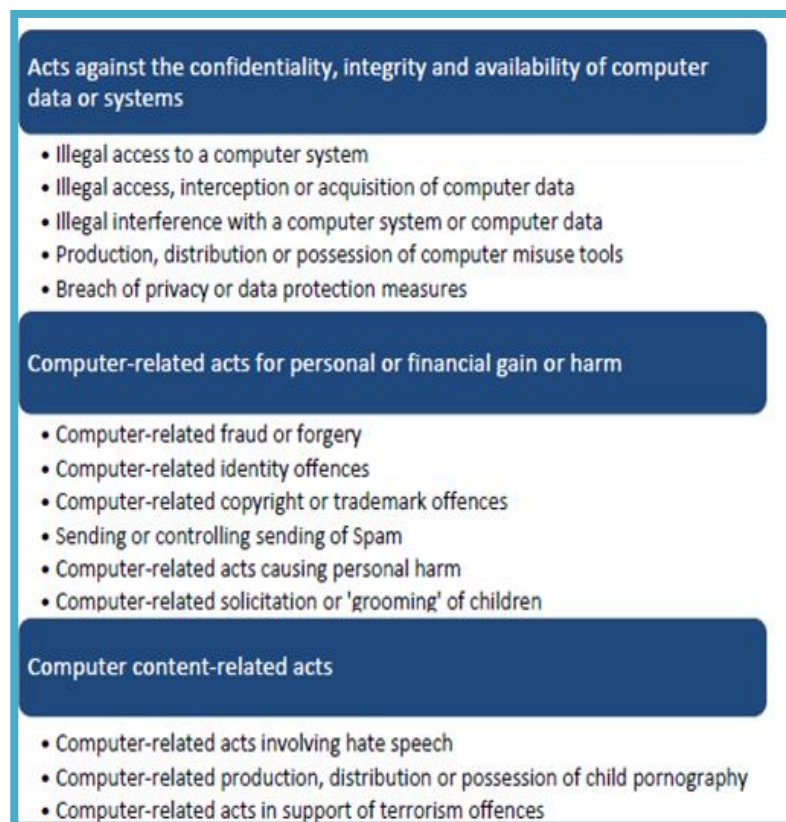 Acts against the confidentiality, integrity and availability of computer
data or systems
• Illegal access to a computer system
• Illegal access, interception or acquisition of computer data
• Illegal interference with a computer system or computer data
• Production, distribution or possession of computer misuse tools
• Breach of privacy or data protection measures
Computer-related acts for personal or financial gain or harm
• Computer-related fraud or forgery
• Computer-related identity offences
• Computer-related copyright or trademark offences
• Sending or controlling sending of Spam
• Computer-related acts causing personal harm
• Computer-related solicitation or 'grooming' of children
Computer content-related acts
• Computer-related acts involving hate speech
• Computer-related production, distribution or possession of child pornography
• Computer-related acts in support of terrorism offences